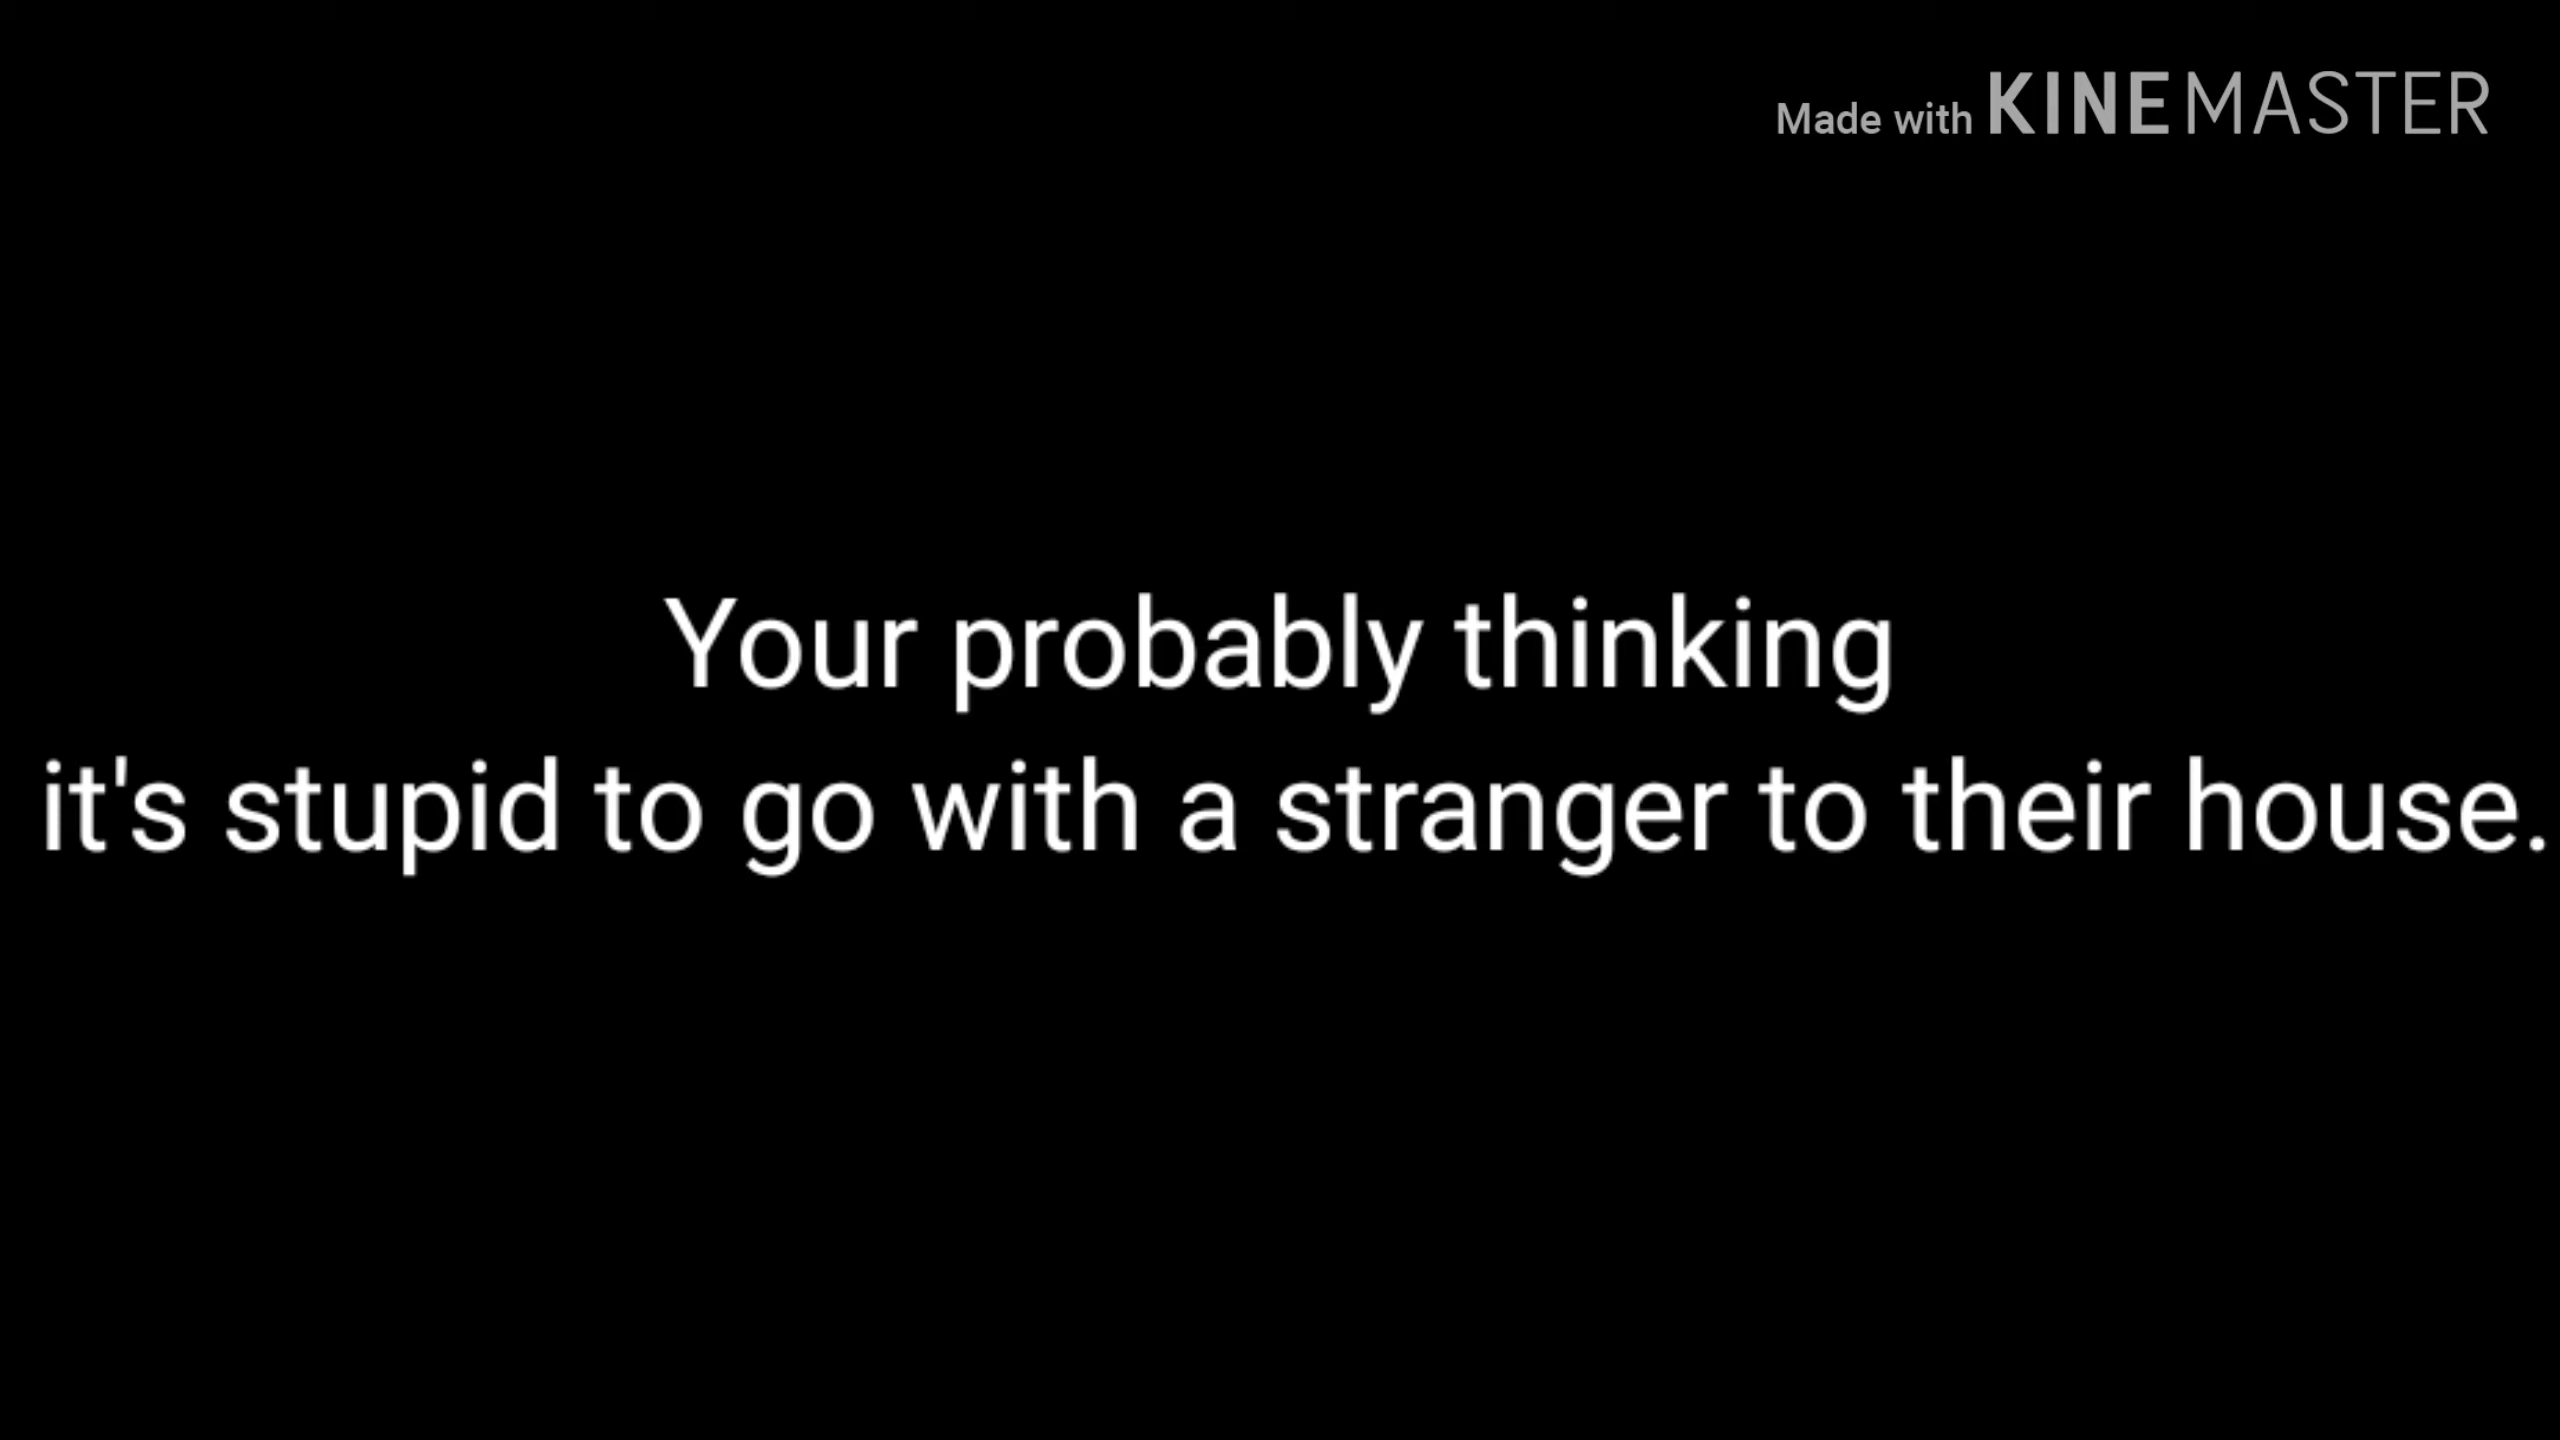 Made with KINEMASTER
Your probably thinking
it's stupid to go with a stranger to their house.